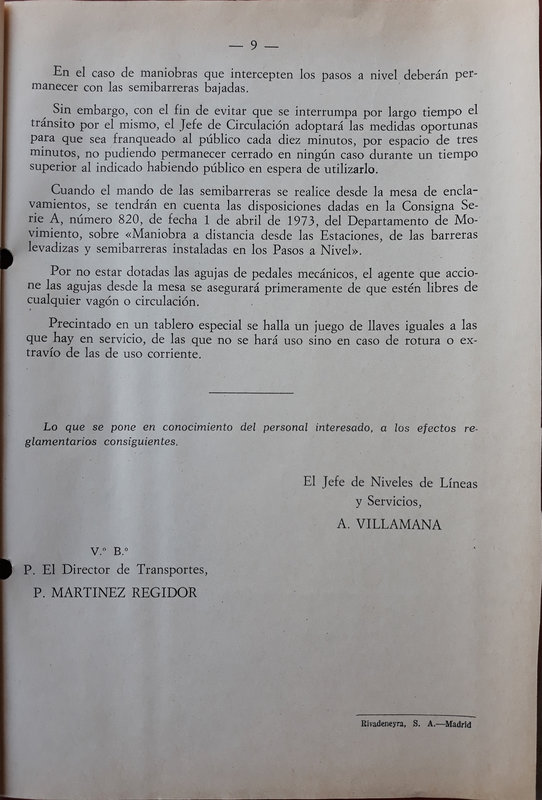 — 9 —
En el caso de maniobras que intercepten los pasos a nivel deberán per-
manecer con las semibarreras bajadas.
Sin embargo, con el fin de evitar que se interrumpa por largo tiempo el
tránsito por el mismo, el Jefe de Circulación adoptará las medidas oportunas
para que sea franqueado al público cada diez minutos, por espacio de tres
minutos, no pudiendo permanecer cerrado en ningún caso durante un tiempo
superior al indicado habiendo público en espera de utilizarlo.
Cuando el mando de las semibarreras se realice desde la mesa de encla-
vamientos, se tendrán en cuenta las disposiciones dadas en la Consigna Se-
rie A, número 820, de fecha 1 de abril de 1973, del Departamento de Mo-
vimiento, sobre «Maniobra a distancia desde las Estaciones, de las barreras
levadizas y semibarreras instaladas en los Pasos a Nivel».
Por no estar dotadas las agujas de pedales mecánicos, el agente que accio-
ne las agujas desde la mesa se asegurará primeramente de que estén libres de
cualquier vagón o circulación.
Precintado en un tablero especial se halla un juego de llaves iguales a las
que hay en servicio, de las que no se hará uso sino en caso de rotura o ex-
travío de las de uso corriente.
Lo que se pone en conocimiento del personal interesado, a los efectos re-
glamentarios consiguientes.
El Jefe de Niveles de Líneas
y Servicios,
A. VILLAMANA
V.º B.º
P. El Director de Transportes,
P. MARTINEZ REGIDOR
Rivadeneyra, S. A.—Madrid